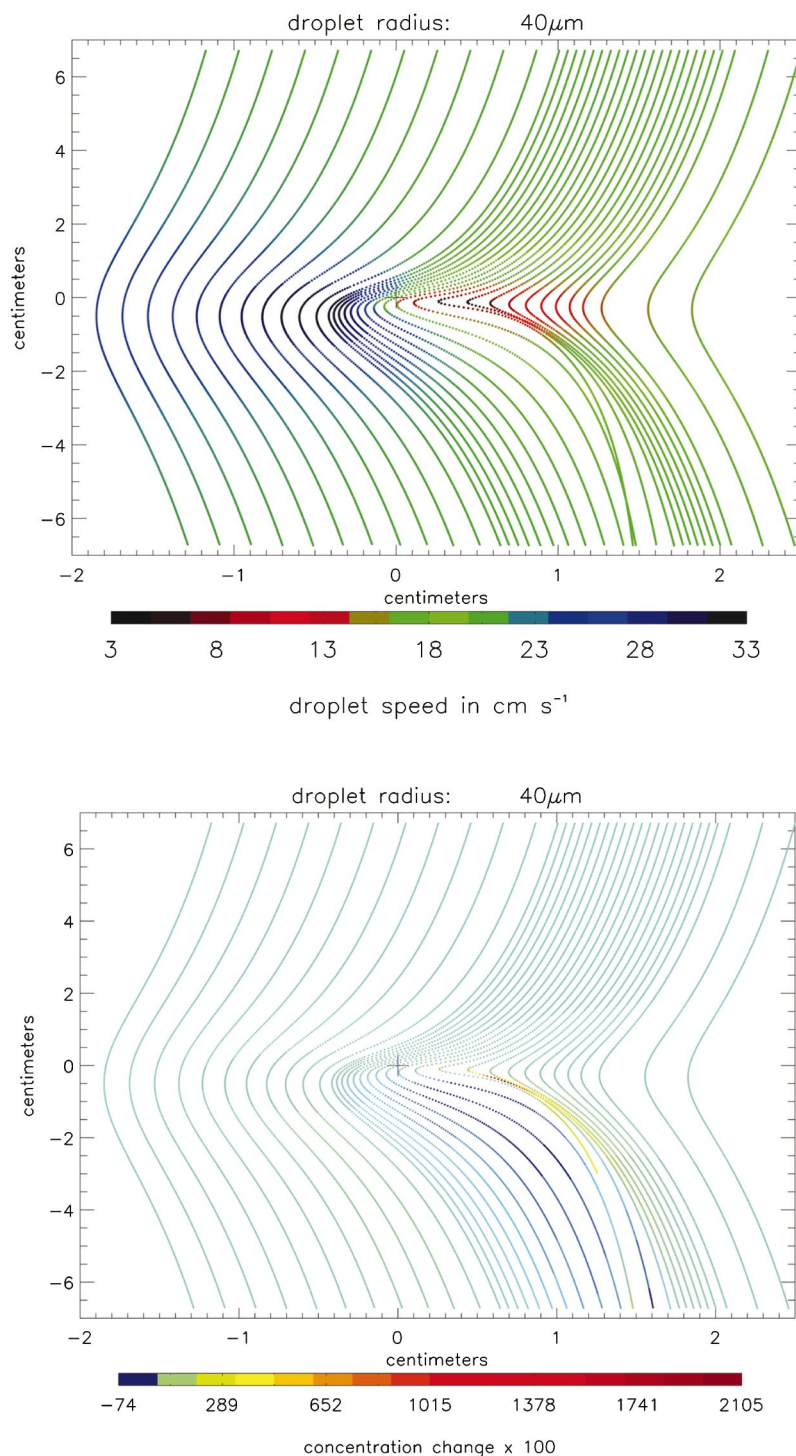 droplet radius: 40μm
6
4
2
0
−2
−4
−6
centimeters
−2 −1 0 1 2
centimeters
3 8 13 18 23 28 33
droplet speed in cm s⁻¹
droplet radius: 40μm
6
4
2
0
−2
−4
−6
centimeters
−2 −1 0 1 2
centimeters
−74 289 652 1015 1378 1741 2105
concentration change x 100